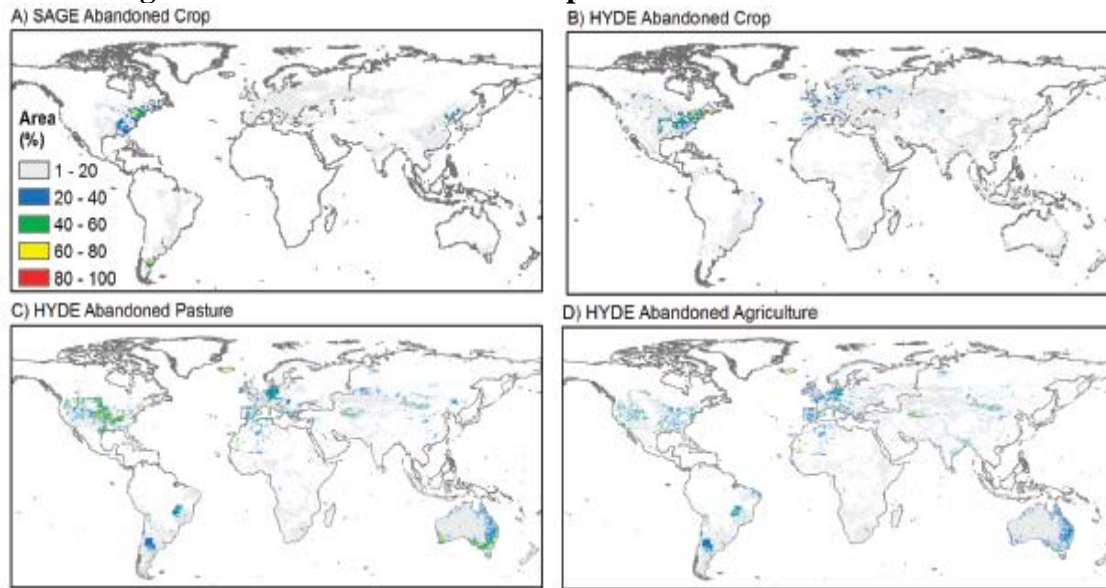 A) SAGE Abandoned Crop
B) HYDE Abandoned Crop
Area
(%)
1 - 20
20 - 40
40 - 60
60 - 80
80 - 100
C) HYDE Abandoned Pasture
D) HYDE Abandoned Agriculture